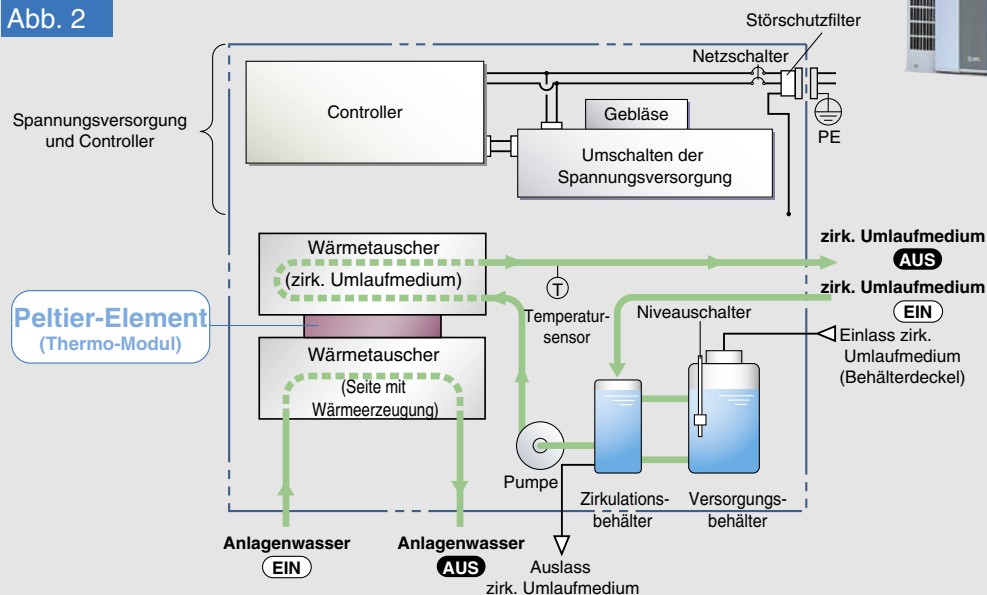 Abb. 2
Störschutzfilter
Netzschalter
Spannungsversorgung
und Controller
Controller
Gebläse
Umschalten der
Spannungsversorgung
PE
Wärmetauscher
(zirk. Umlaufmedium)
Peltier-Element
(Thermo-Modul)
Wärmetauscher
(Seite mit
Wärmeerzeugung)
T
Temperatur-
sensor
Niveauschalter
zirk. Umlaufmedium
AUS
zirk. Umlaufmedium
EIN
Einlass zirk.
Umlaufmedium
(Behälterdeckel)
Pumpe
Zirkulations-
behälter
Versorgungs-
behälter
Anlagenwasser
EIN
Anlagenwasser
AUS
Auslass
zirk. Umlaufmedium